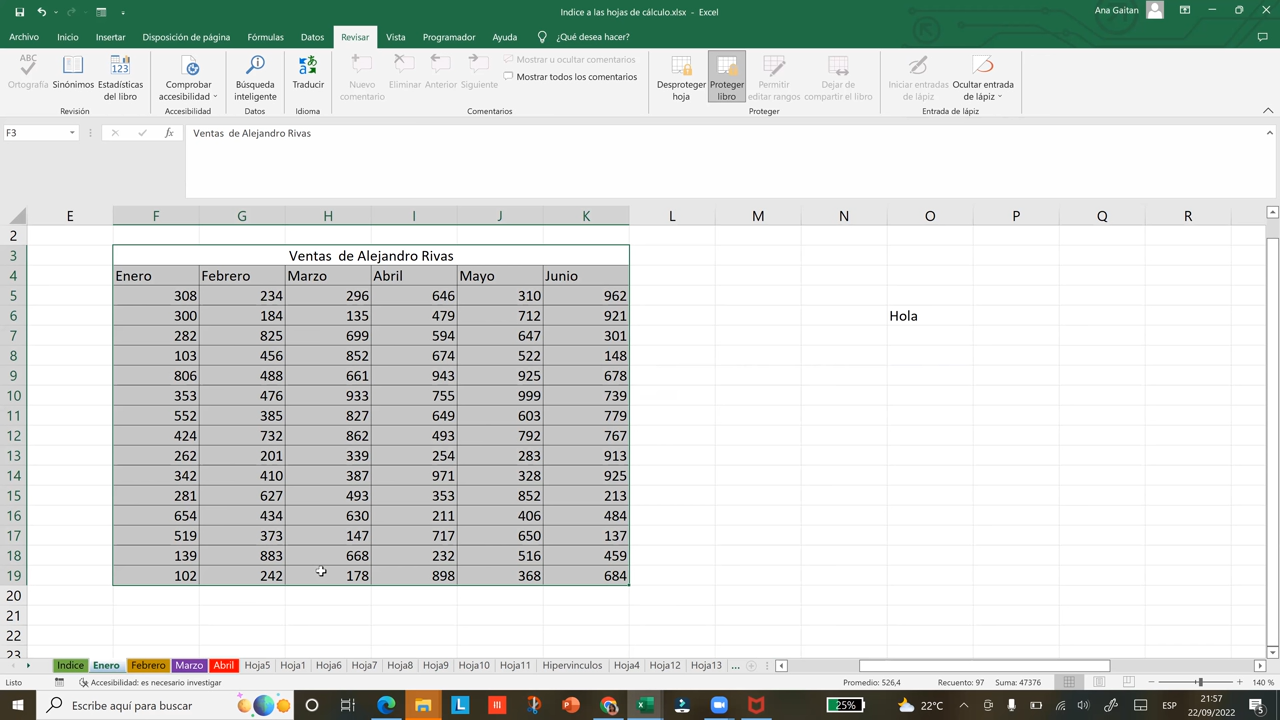 Indice a las hojas de cálculo.xlsx - Excel
Ana Gaitan
Archivo Inicio Insertar Disposición de página Fórmulas Datos Revisar Vista Programador Ayuda ¿Qué desea hacer?
ABC
Ortografía
Sinónimos
123
Estadísticas del libro
Revisión
Comprobar accesibilidad
Accesibilidad
Búsqueda inteligente
Datos
Traducir
Idioma
Nuevo comentario
Eliminar
Anterior
Siguiente
Mostrar u ocultar comentarios
Mostrar todos los comentarios
Comentarios
Desproteger hoja
Proteger libro
Permitir editar rangos
Dejar de compartir el libro
Proteger
Iniciar entradas de lápiz
Ocultar entrada de lápiz
Entrada de lápiz
F3 fx Ventas  de Alejandro Rivas
E F G H I J K L M N O P Q R
2
3 Ventas  de Alejandro Rivas
4 Enero Febrero Marzo Abril Mayo Junio
5 308 234 296 646 310 962
6 300 184 135 479 712 921 Hola
7 282 825 699 594 647 301
8 103 456 852 674 522 148
9 806 488 661 943 925 678
10 353 476 933 755 999 739
11 552 385 827 649 603 779
12 424 732 862 493 792 767
13 262 201 339 254 283 913
14 342 410 387 971 328 925
15 281 627 493 353 852 213
16 654 434 630 211 406 484
17 519 373 147 717 650 137
18 139 883 668 232 516 459
19 102 242 178 898 368 684
20
21
22
23
Indice Enero Febrero Marzo Abril Hoja5 Hoja1 Hoja6 Hoja7 Hoja8 Hoja9 Hoja10 Hoja11 Hipervinculos Hoja4 Hoja12 Hoja13 ...
Listo Accesibilidad: es necesario investigar Promedio: 526,4 Recuento: 97 Suma: 47376 140 %
Escribe aquí para buscar 25% 22°C 21:57
22/09/2022